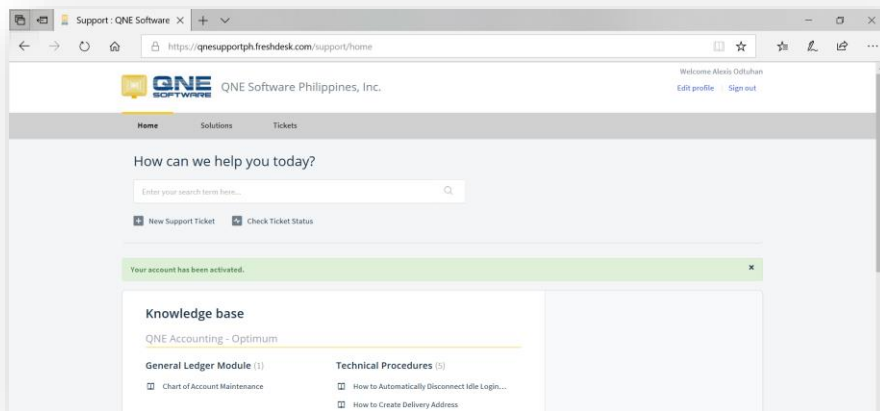 Support : QNE Software
https://qnesupportph.freshdesk.com/support/home
Welcome Alexis Odtuhan
QNE SOFTWARE QNE Software Philippines, Inc.
Edit profile Sign out
Home Solutions Tickets
How can we help you today?
Enter your search term here...
New Support Ticket Check Ticket Status
Your account has been activated.
Knowledge base
QNE Accounting - Optimum
General Ledger Module (1) Technical Procedures (5)
Chart of Account Maintenance How to Automatically Disconnect Idle Login...
How to Create Delivery Address